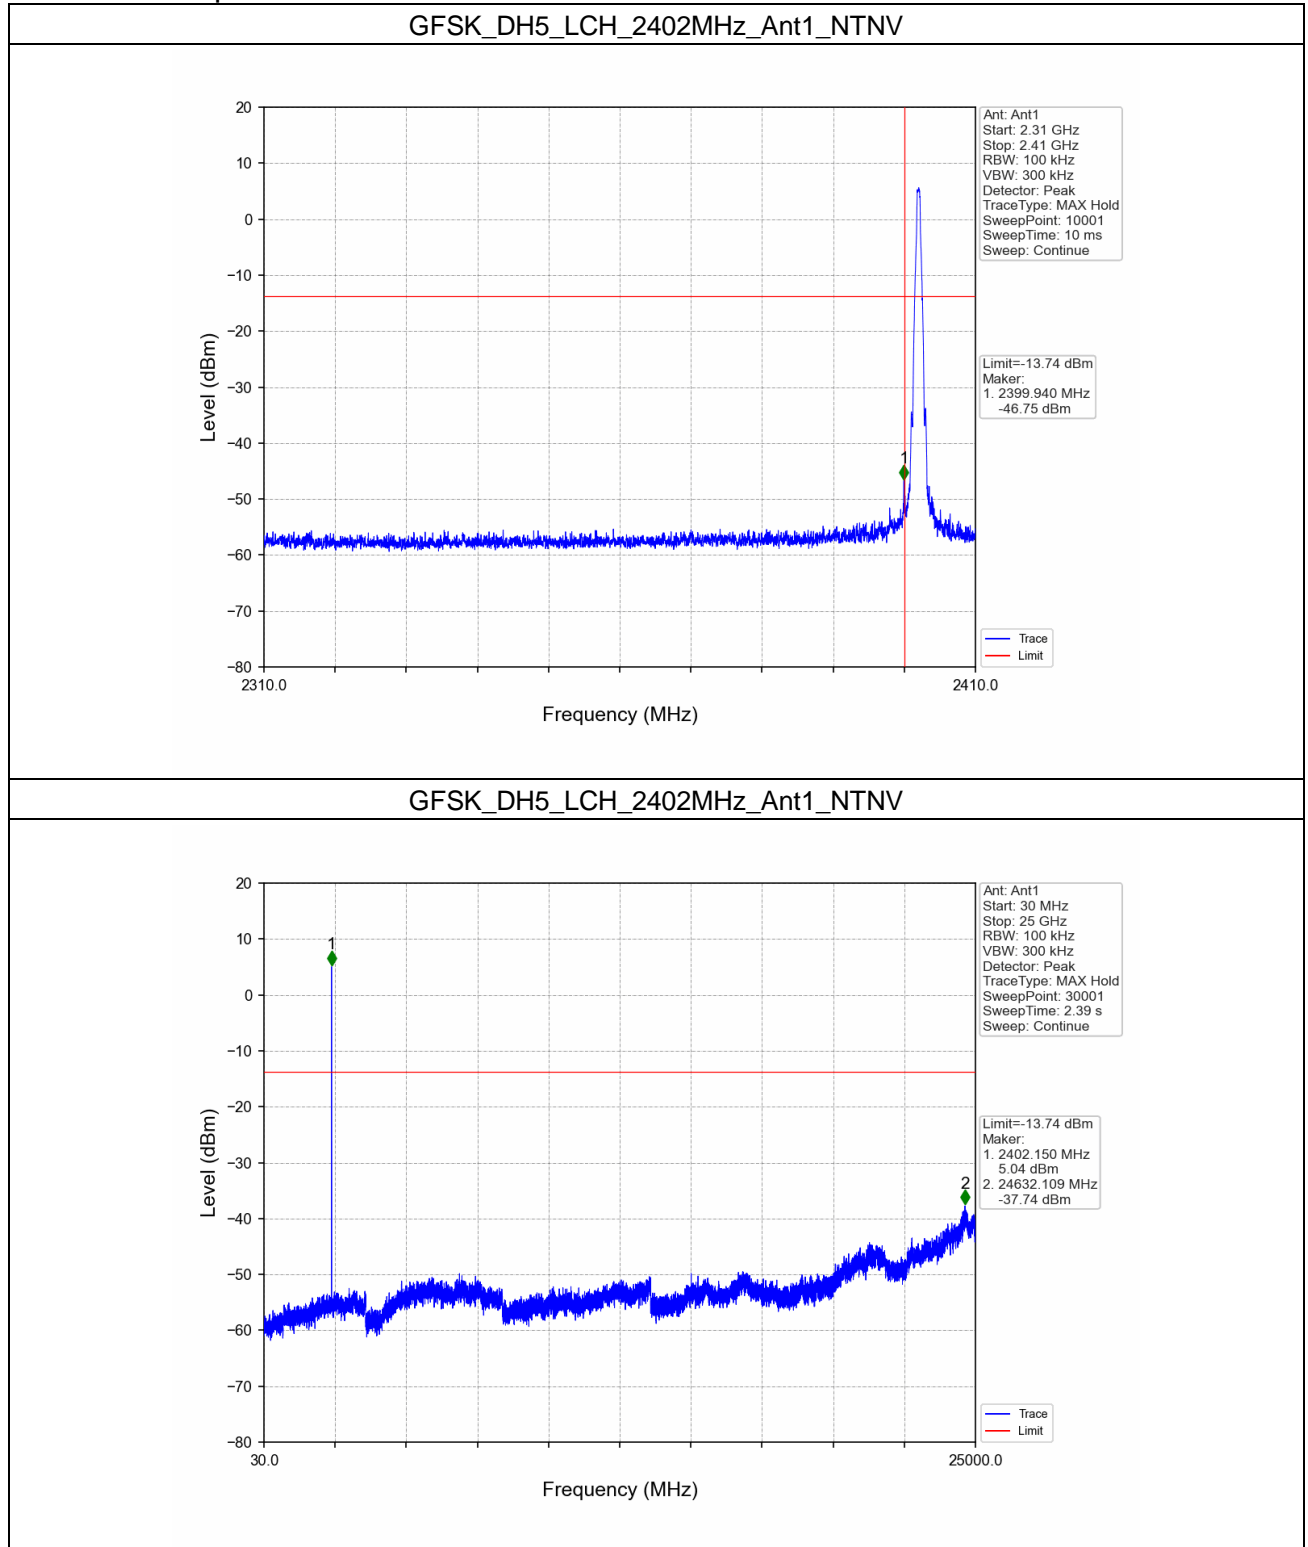 GFSK_DH5_LCH_2402MHz_Ant1_NTNV
20
10
0
−10
−20
−30
−40
−50
−60
−70
−80
Level (dBm)
1
2310.0
2410.0
Frequency (MHz)
Ant: Ant1
Start: 2.31 GHz
Stop: 2.41 GHz
RBW: 100 kHz
VBW: 300 kHz
Detector: Peak
TraceType: MAX Hold
SweepPoint: 10001
SweepTime: 10 ms
Sweep: Continue
Limit=-13.74 dBm
Maker:
1. 2399.940 MHz
-46.75 dBm
Trace
Limit
GFSK_DH5_LCH_2402MHz_Ant1_NTNV
20
10
0
−10
−20
−30
−40
−50
−60
−70
−80
Level (dBm)
1
2
30.0
25000.0
Frequency (MHz)
Ant: Ant1
Start: 30 MHz
Stop: 25 GHz
RBW: 100 kHz
VBW: 300 kHz
Detector: Peak
TraceType: MAX Hold
SweepPoint: 30001
SweepTime: 2.39 s
Sweep: Continue
Limit=-13.74 dBm
Maker:
1. 2402.150 MHz
5.04 dBm
2. 24632.109 MHz
-37.74 dBm
Trace
Limit